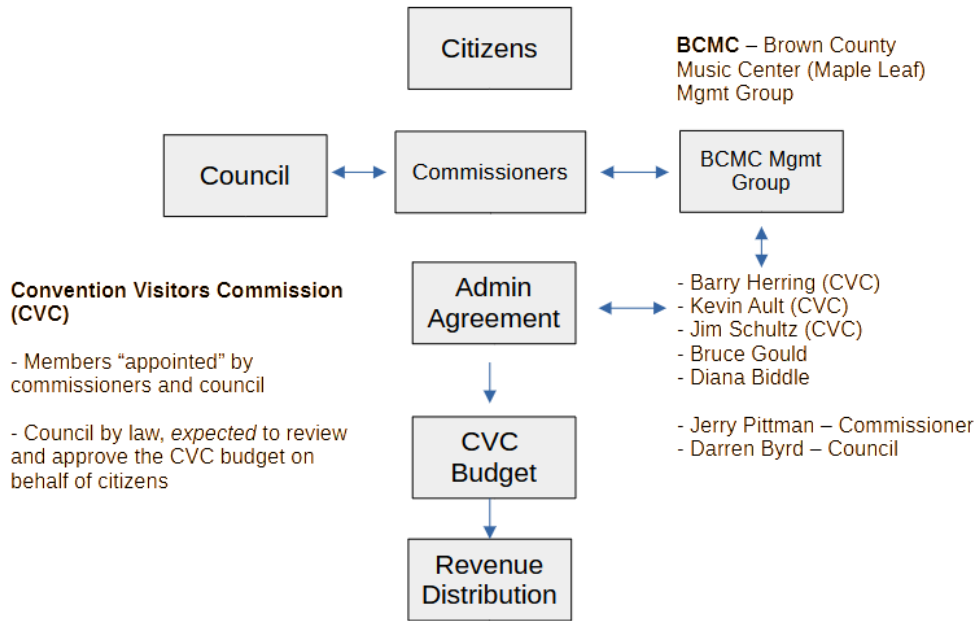 Citizens
BCMC – Brown County
Music Center (Maple Leaf)
Mgmt Group
Council
Commissioners
BCMC Mgmt
Group
Convention Visitors Commission
(CVC)
- Members “appointed” by
commissioners and council
- Council by law, expected to review
and approve the CVC budget on
behalf of citizens
Admin
Agreement
- Barry Herring (CVC)
- Kevin Ault (CVC)
- Jim Schultz (CVC)
- Bruce Gould
- Diana Biddle
- Jerry Pittman – Commissioner
- Darren Byrd – Council
CVC
Budget
Revenue
Distribution